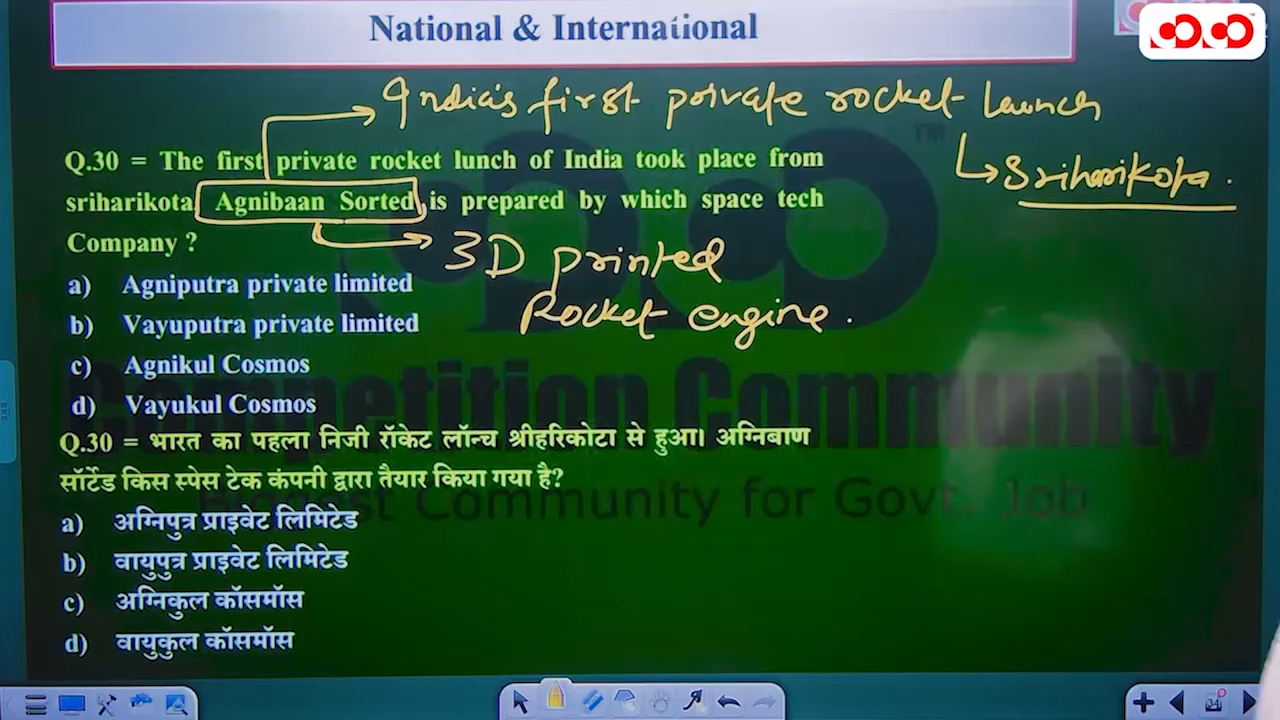 National & International
India's first private rocket launch
Sriharikota.
Q.30 = The first private rocket lunch of India took place from
sriharikota Agnibaan Sorted, is prepared by which space tech
Company ?
3D printed
Rocket engine.
a) Agniputra private limited
b) Vayuputra private limited
c) Agnikul Cosmos
d) Vayukul Cosmos
Competition Community
Q.30 = भारत का पहला निजी रॉकेट लॉन्च श्रीहरिकोटा से हुआ। अग्निबाण
सॉर्टेड किस स्पेस टेक कंपनी द्वारा तैयार किया गया है?
Biggest Community for Govt. Job
a) अग्निपुत्र प्राइवेट लिमिटेड
b) वायुपुत्र प्राइवेट लिमिटेड
c) अग्निकुल कॉसमॉस
d) वायुकुल कॉसमॉस
34